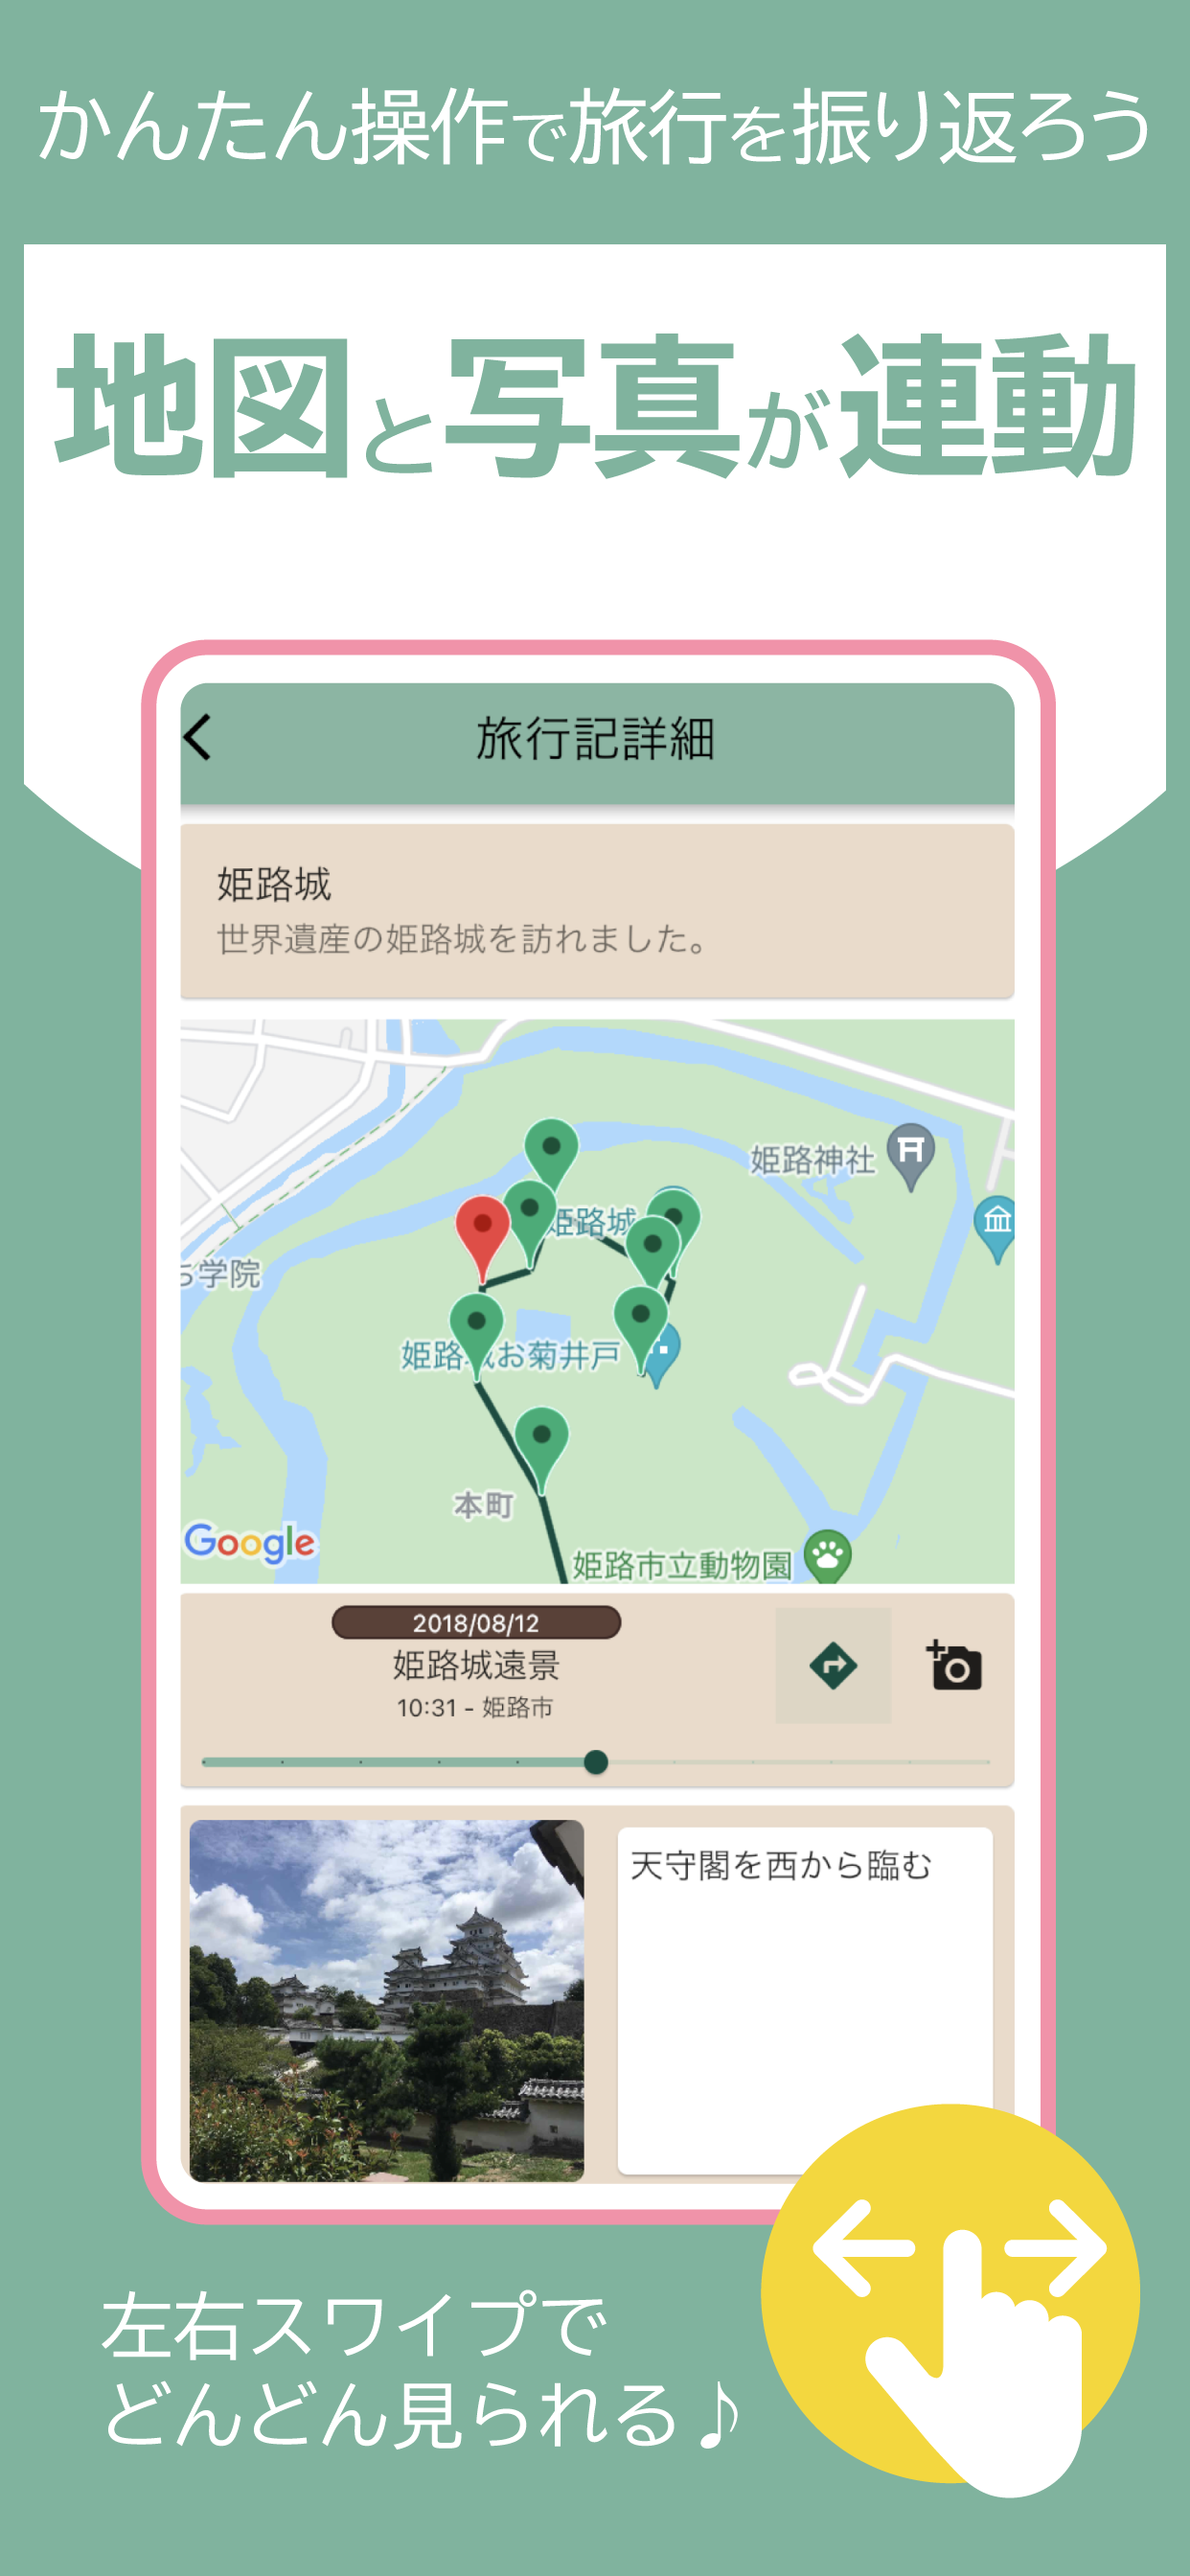 かんたん操作で旅行を振り返ろう
地図と写真が連動
旅行記詳細
姫路城
世界遺産の姫路城を訪れました。
姫路神社
姫路城
学院
姫路城お菊井戸
本町
Google
姫路市立動物園
2018/08/12
姫路城遠景
10:31 - 姫路市
天守閣を西から臨む
左右スワイプで
どんどん見られる♪